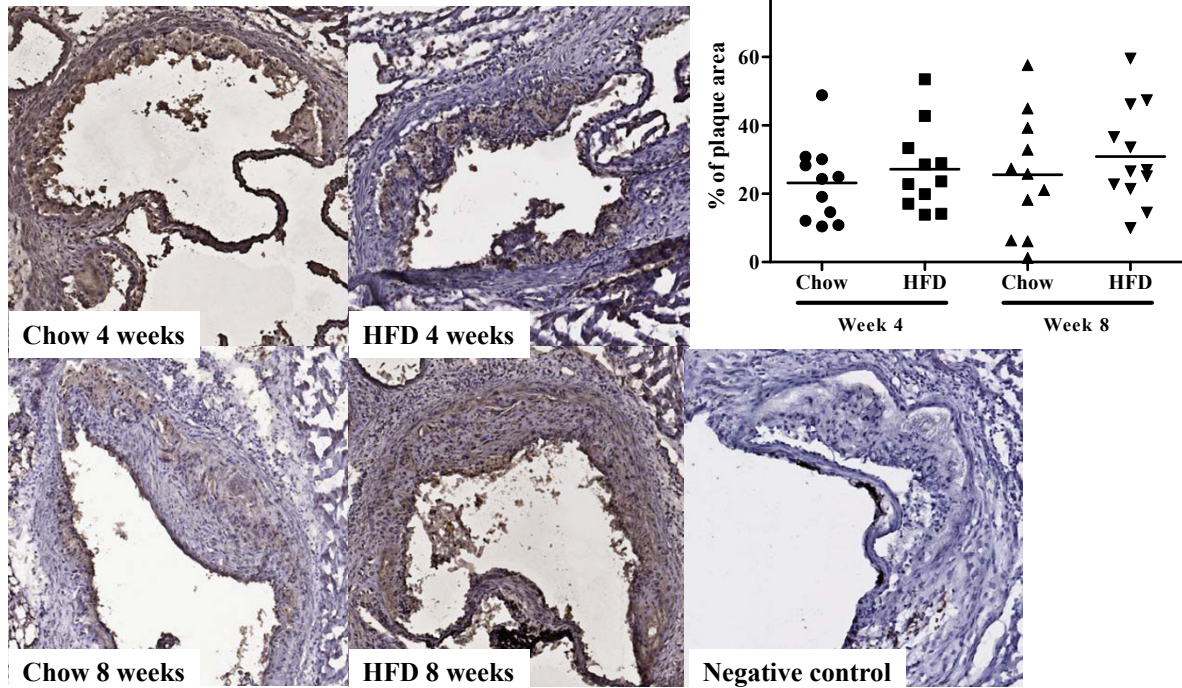 % of plaque area
60
40
20
0
Chow HFD Chow HFD
Week 4 Week 8
Chow 4 weeks HFD 4 weeks
Chow 8 weeks HFD 8 weeks Negative control